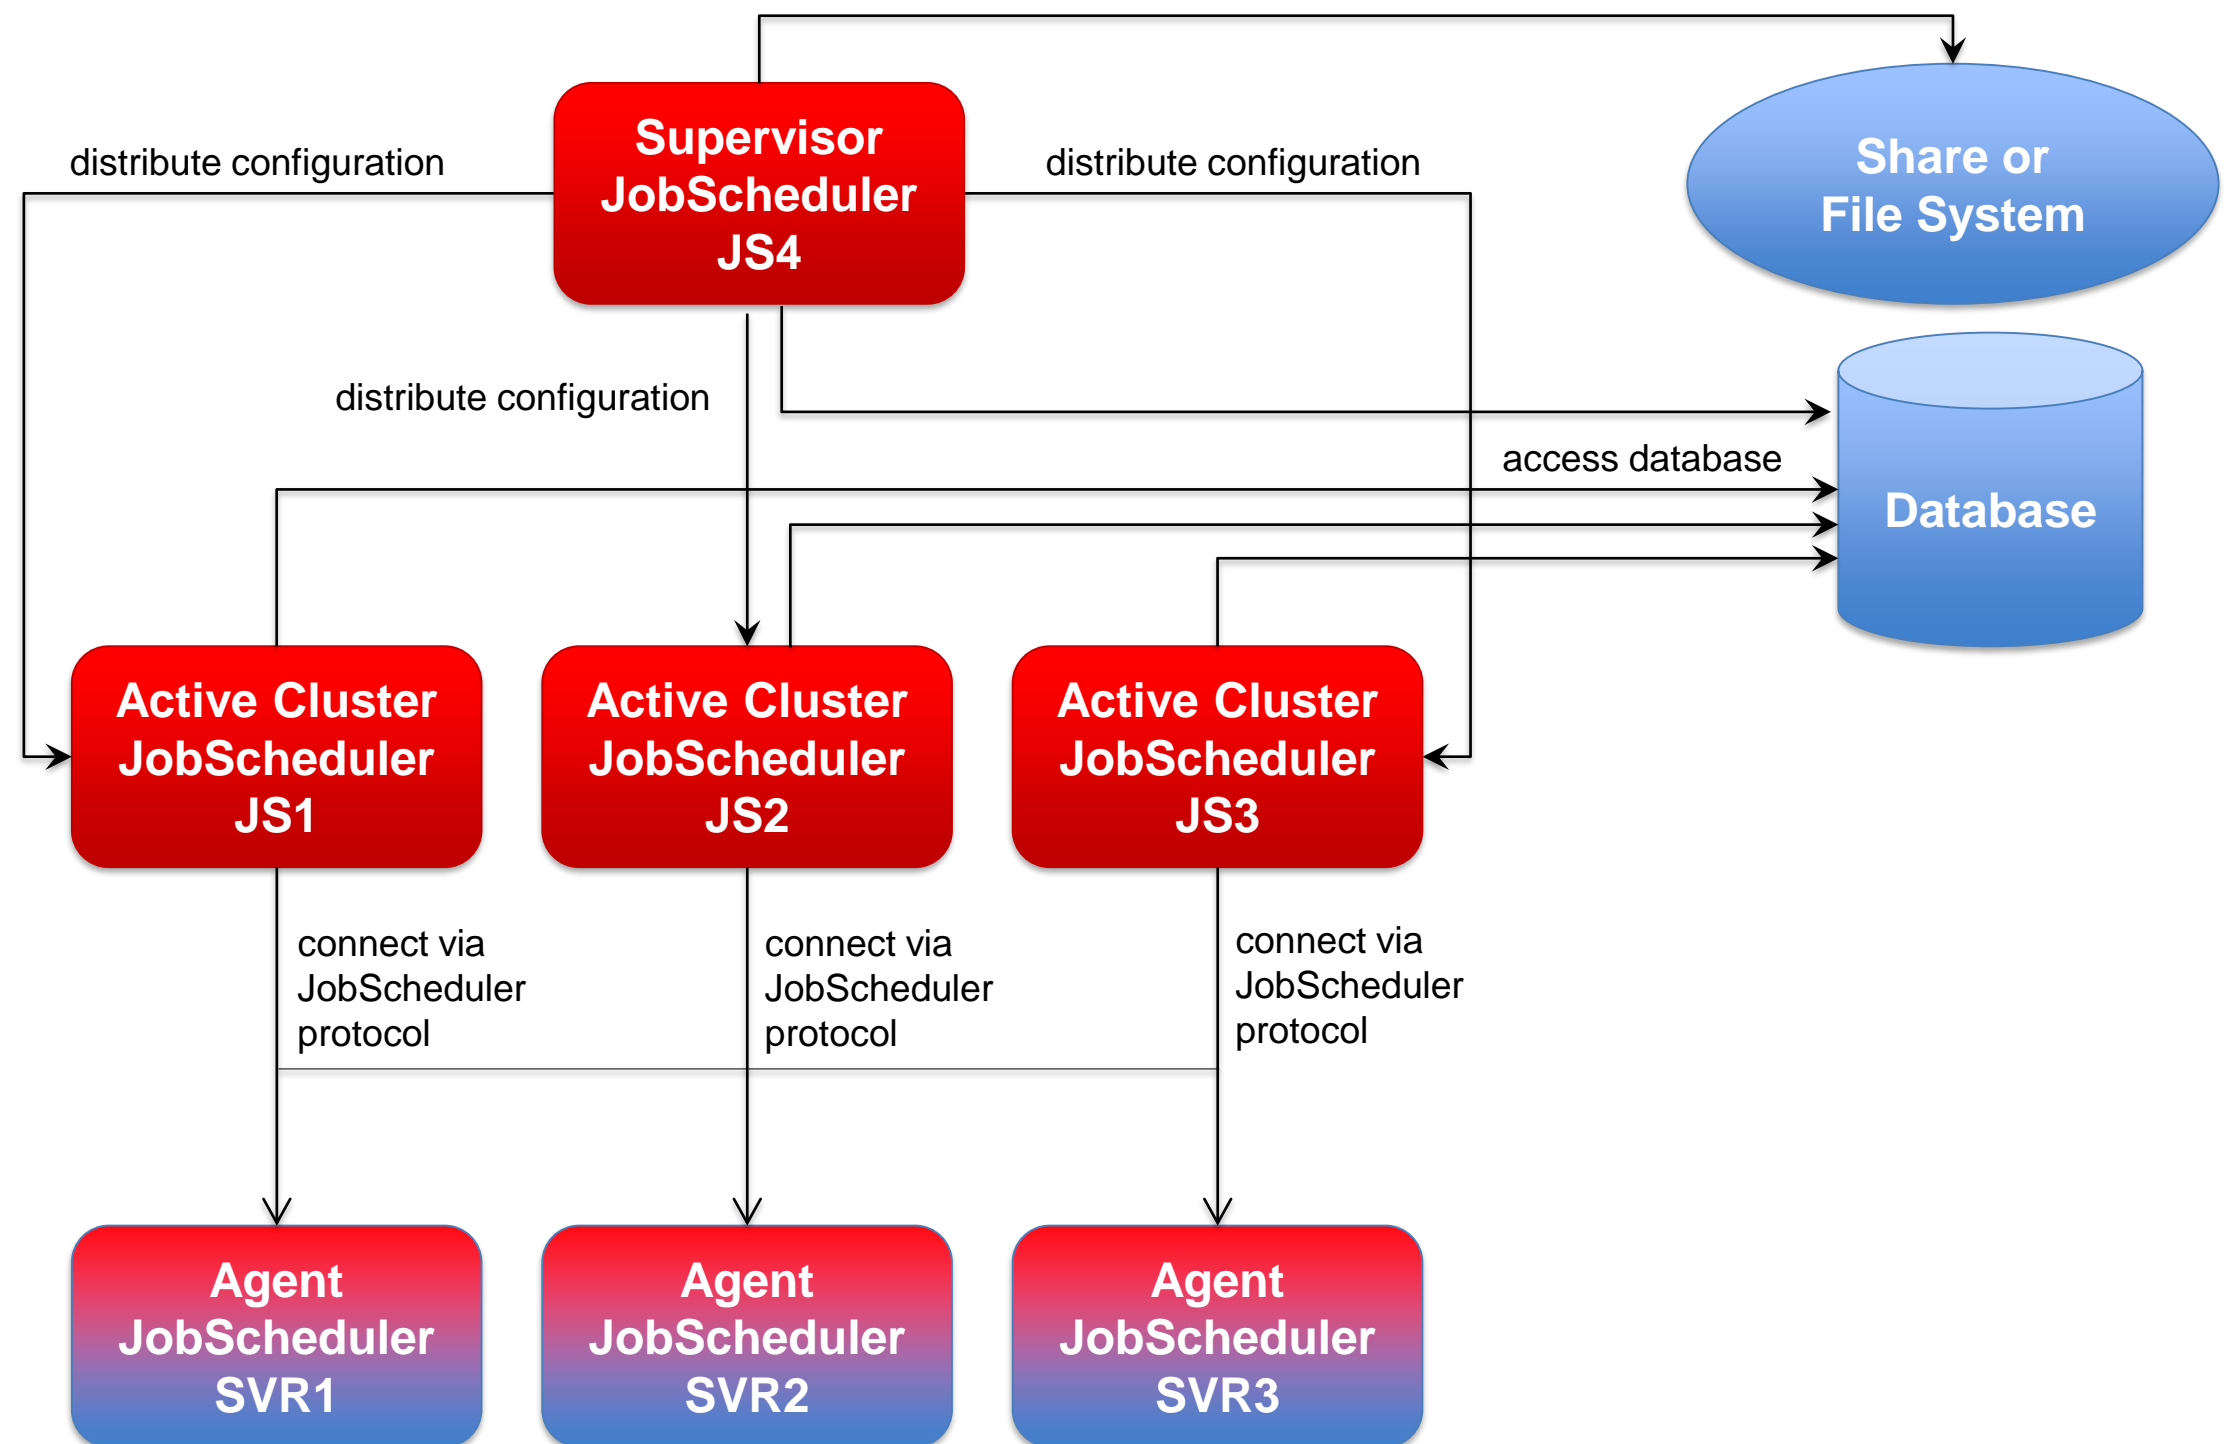 Supervisor
JobScheduler
JS4
distribute configuration
distribute configuration
Share or
File System
distribute configuration
access database
Database
Active Cluster
JobScheduler
JS1
Active Cluster
JobScheduler
JS2
Active Cluster
JobScheduler
JS3
connect via
JobScheduler
protocol
connect via
JobScheduler
protocol
connect via
JobScheduler
protocol
Agent
JobScheduler
SVR1
Agent
JobScheduler
SVR2
Agent
JobScheduler
SVR3